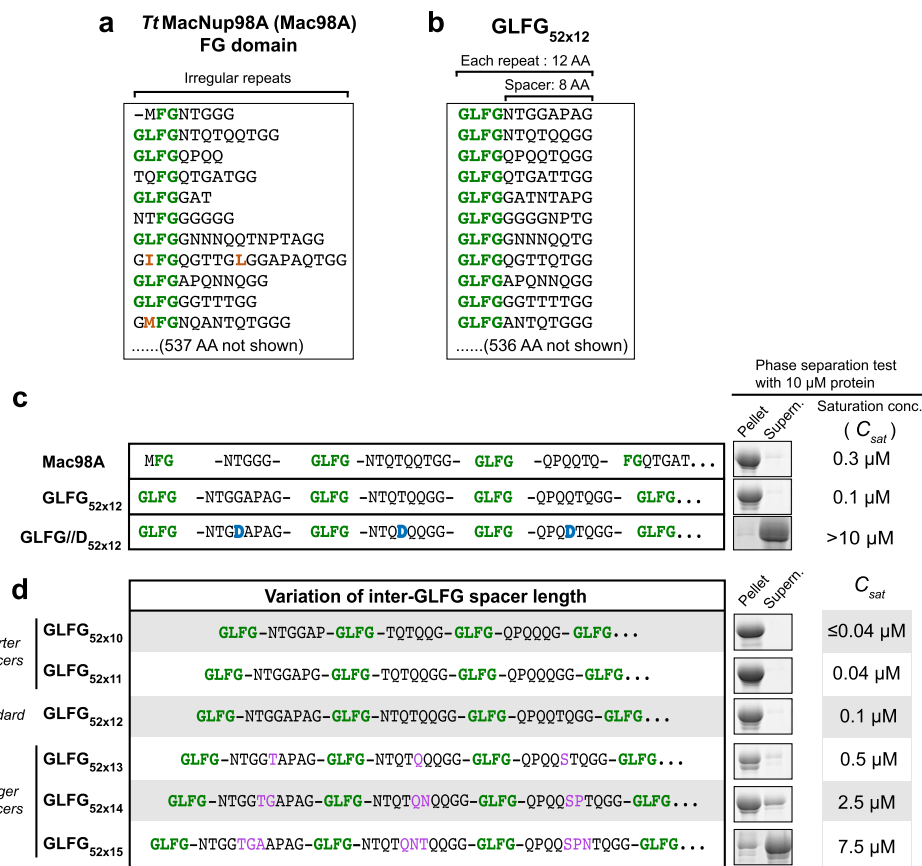 a
Tt MacNup98A (Mac98A)
FG domain
Irregular repeats
–MFGNTGGG
GLFGNTQTQQTGG
GLFGQPQQ
TQFGQTGATGG
GLFGGAT
NTFGGGGG
GLFGGNNNQQTNPTAGG
GIFGQGTTGLGGAPAQTGG
GLFGAPQNNQGG
GLFGGGTTTGG
GMFGNQANTQTGGG
......(537 AA not shown)
b
GLFG52x12
Each repeat : 12 AA
Spacer: 8 AA
GLFGNTGGAPAG
GLFGNTQTQQGG
GLFGQPQQTQGG
GLFGQTGATTGG
GLFGGATNTAPG
GLFGGGGGNPTG
GLFGGNNNQQTG
GLFGQGTTQTGG
GLFGAPQNNQGG
GLFGGGTTTGGG
GLFGANTQTGGG
......(536 AA not shown)
c
Phase separation test
with 10 µM protein
Pellet
Supern.
Saturation conc.
( Csat )
Mac98A MFG -NTGGG- GLFG -NTQTQQTGG- GLFG -QPQQTQ- FGQTGAT... 0.3 µM
GLFG52x12 GLFG -NTGGAPAG- GLFG -NTQTQQGG- GLFG -QPQQTQGG- GLFG... 0.1 µM
GLFG//D52x12 GLFG -NTGDAPAG- GLFG -NTQDQQGG- GLFG -QPQDTQGG- GLFG... >10 µM
d
Variation of inter-GLFG spacer length
Pellet
Supern.
Csat
GLFG52x10 GLFG-NTGGAP-GLFG-TQTQQG-GLFG-QPQQQG-GLFG... ≤0.04 µM
GLFG52x11 GLFG-NTGGAPG-GLFG-TQTQQGG-GLFG-QPQQQGG-GLFG... 0.04 µM
GLFG52x12 GLFG-NTGGAPAG-GLFG-NTQTQQGG-GLFG-QPQQTQGG-GLFG... 0.1 µM
GLFG52x13 GLFG-NTGGTAPAG-GLFG-NTQTQQQGG-GLFG-QPQQSTQGG-GLFG... 0.5 µM
GLFG52x14 GLFG-NTGGTGAPAG-GLFG-NTQTQNQQGG-GLFG-QPQQSPTQGG-GLFG... 2.5 µM
GLFG52x15 GLFG-NTGGTGAAPAG-GLFG-NTQTQNTQQGG-GLFG-QPQQSPNTQGG-GLFG... 7.5 µM